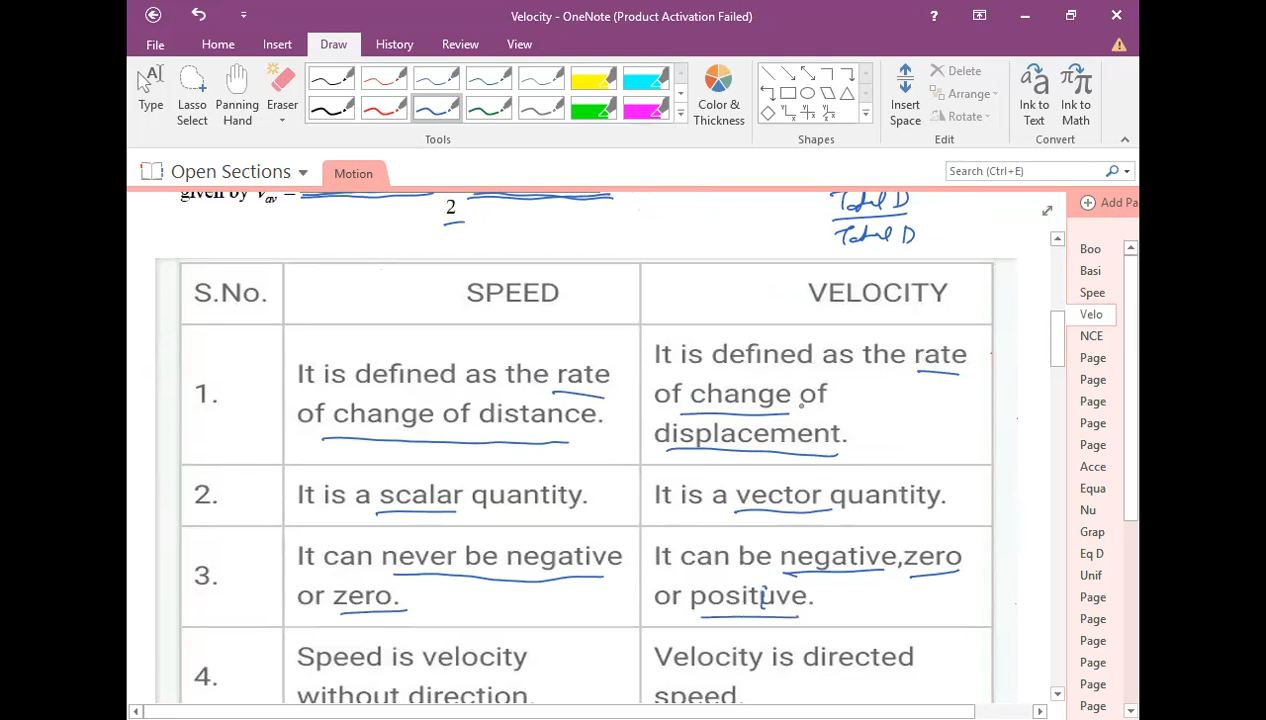 Velocity - OneNote (Product Activation Failed)
File Home Insert Draw History Review View
Type Lasso Select Panning Hand Eraser
Color & Thickness
Insert Space
Delete
Arrange
Rotate
Ink to Text Ink to Math
Tools Shapes Edit Convert
Open Sections Motion
Search (Ctrl+E)
given by Vav =
2
Total D
Total D
Add Pa
Boo
Basi
Spee
Velo
NCE
Page
Page
Page
Page
Page
Acce
Equa
Nu
Grap
Eq D
Unif
Page
Page
Page
Page
Page
Page
S.No. SPEED VELOCITY
1.
It is defined as the rate
of change of distance.
It is defined as the rate
of change of
displacement.
2. It is a scalar quantity. It is a vector quantity.
3.
It can never be negative
or zero.
It can be negative,zero
or positive.
4.
Speed is velocity
without direction.
Velocity is directed
speed.